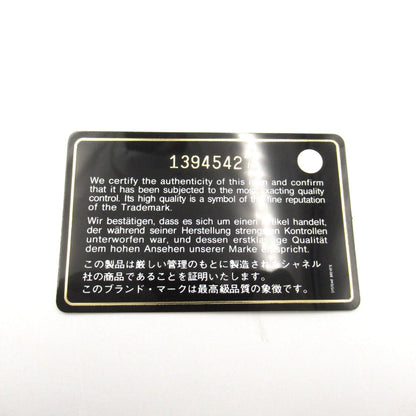 1394542
We certify the authenticity of this item and confirm
that it has been subjected to the most exacting quality
control. Its high quality is a symbol of the fine reputation
of the Trademark.
Wir bestätigen, dass es sich um einen Artikel handelt,
der während seiner Herstellung strengsten Kontrollen
unterworfen war, und dessen erstklassige Qualität
dem hohen Ansehen unserer Marke entspricht.
この製品は厳しい管理のもとに製造されたシャネル
社の商品であることを証明いたします。
このブランド・マークは最高級品質の象徴です。